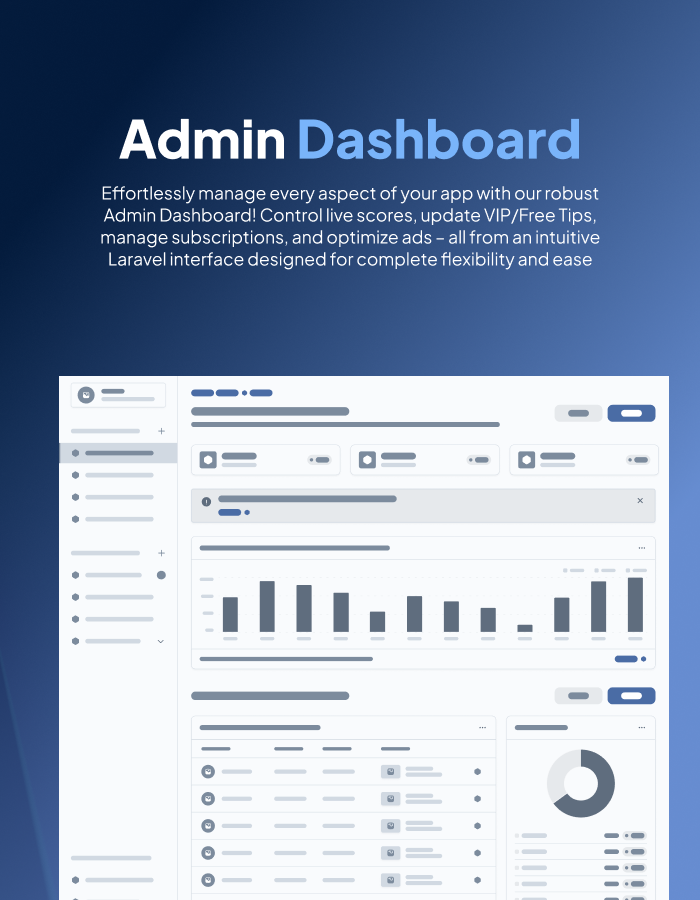 Admin Dashboard
Effortlessly manage every aspect of your app with our robust
Admin Dashboard! Control live scores, update VIP/Free Tips,
manage subscriptions, and optimize ads – all from an intuitive
Laravel interface designed for complete flexibility and ease